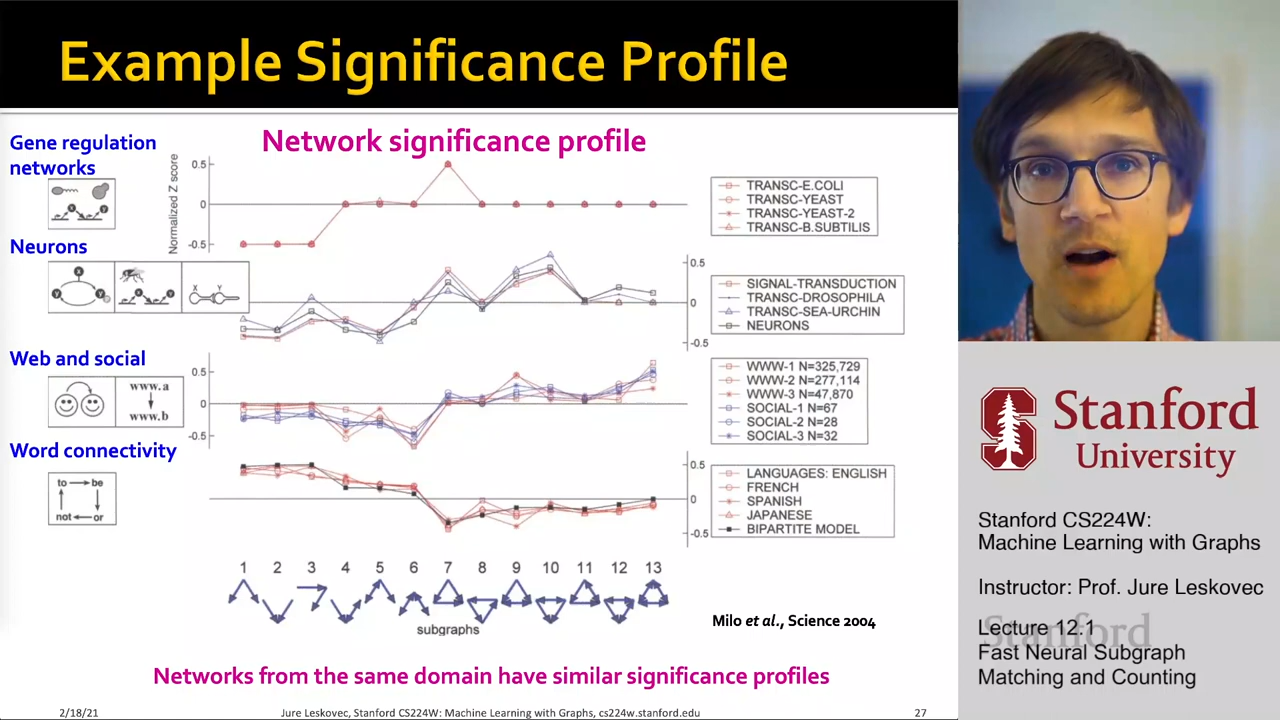 Example Significance Profile
Gene regulation
networks
Network significance profile
Normalized Z score
0.5
0
-0.5
TRANSC-E.COLI
TRANSC-YEAST
TRANSC-YEAST-2
TRANSC-B.SUBTILIS
Neurons
X
Y
X Y
0.5
0
-0.5
SIGNAL-TRANSDUCTION
TRANSC-DROSOPHILA
TRANSC-SEA-URCHIN
NEURONS
Web and social
www.a
www.b
0.5
0
-0.5
WWW-1 N=325,729
WWW-2 N=277,114
WWW-3 N=47,870
SOCIAL-1 N=67
SOCIAL-2 N=28
SOCIAL-3 N=32
Word connectivity
to be
not or
0.5
0
-0.5
LANGUAGES: ENGLISH
FRENCH
SPANISH
JAPANESE
BIPARTITE MODEL
1 2 3 4 5 6 7 8 9 10 11 12 13
subgraphs
Milo et al., Science 2004
Networks from the same domain have similar significance profiles
2/18/21
Jure Leskovec, Stanford CS224W: Machine Learning with Graphs, cs224w.stanford.edu
27
Stanford
University
Stanford CS224W:
Machine Learning with Graphs
Instructor: Prof. Jure Leskovec
Stanford
Lecture 12.1
Fast Neural Subgraph
Matching and Counting